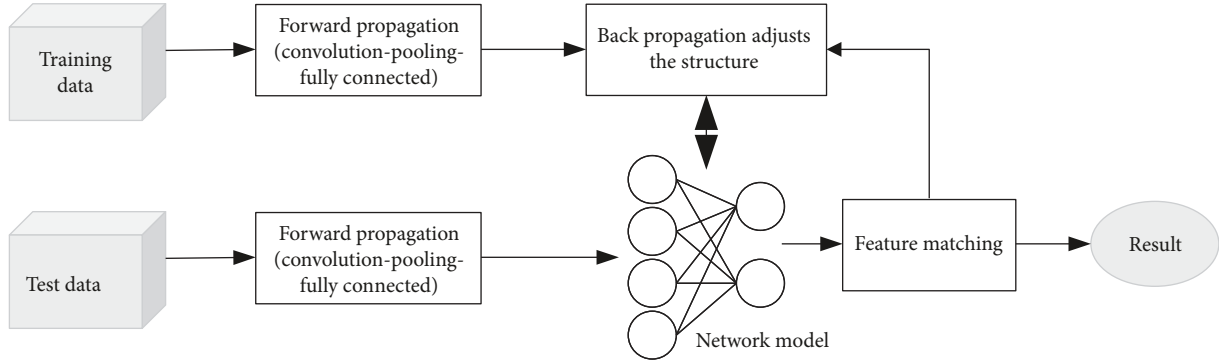 Training
data
Forward propagation
(convolution-pooling-
fully connected)
Back propagation adjusts
the structure
Test data
Forward propagation
(convolution-pooling-
fully connected)
Network model
Feature matching
Result